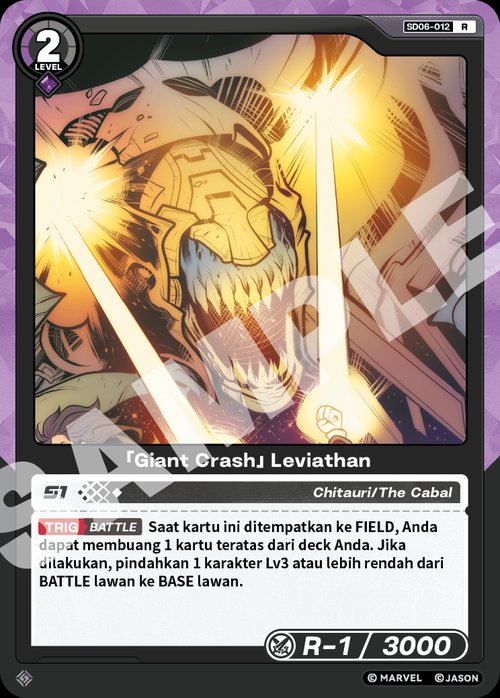 2
LEVEL
SD06-012 R
「Giant Crash」 Leviathan
S1
Chitauri/The Cabal
TRIG BATTLE Saat kartu ini ditempatkan ke FIELD, Anda
dapat membuang 1 kartu teratas dari deck Anda. Jika
dilakukan, pindahkan 1 karakter Lv3 atau lebih rendah dari
BATTLE lawan ke BASE lawan.
R-1 / 3000
© MARVEL © JASON
SAMPLE